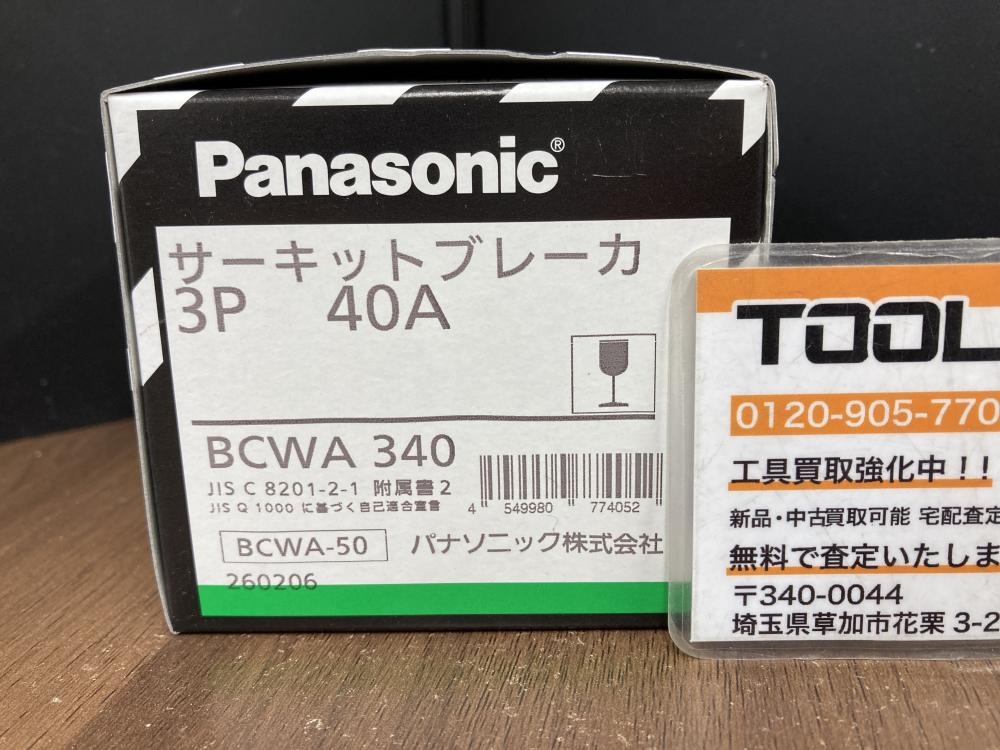 Panasonic®
サーキットブレーカ
3P 40A
BCWA 340
JIS C 8201-2-1 附属書2
JIS Q 1000 に基づく自己適合宣言
4 549980 774052
BCWA-50 パナソニック株式会社
260206
TOOL
0120-905-770
工具買取強化中!!
新品・中古買取可能 宅配査定
無料で査定いたしま
〒340-0044
埼玉県草加市花栗 3-2